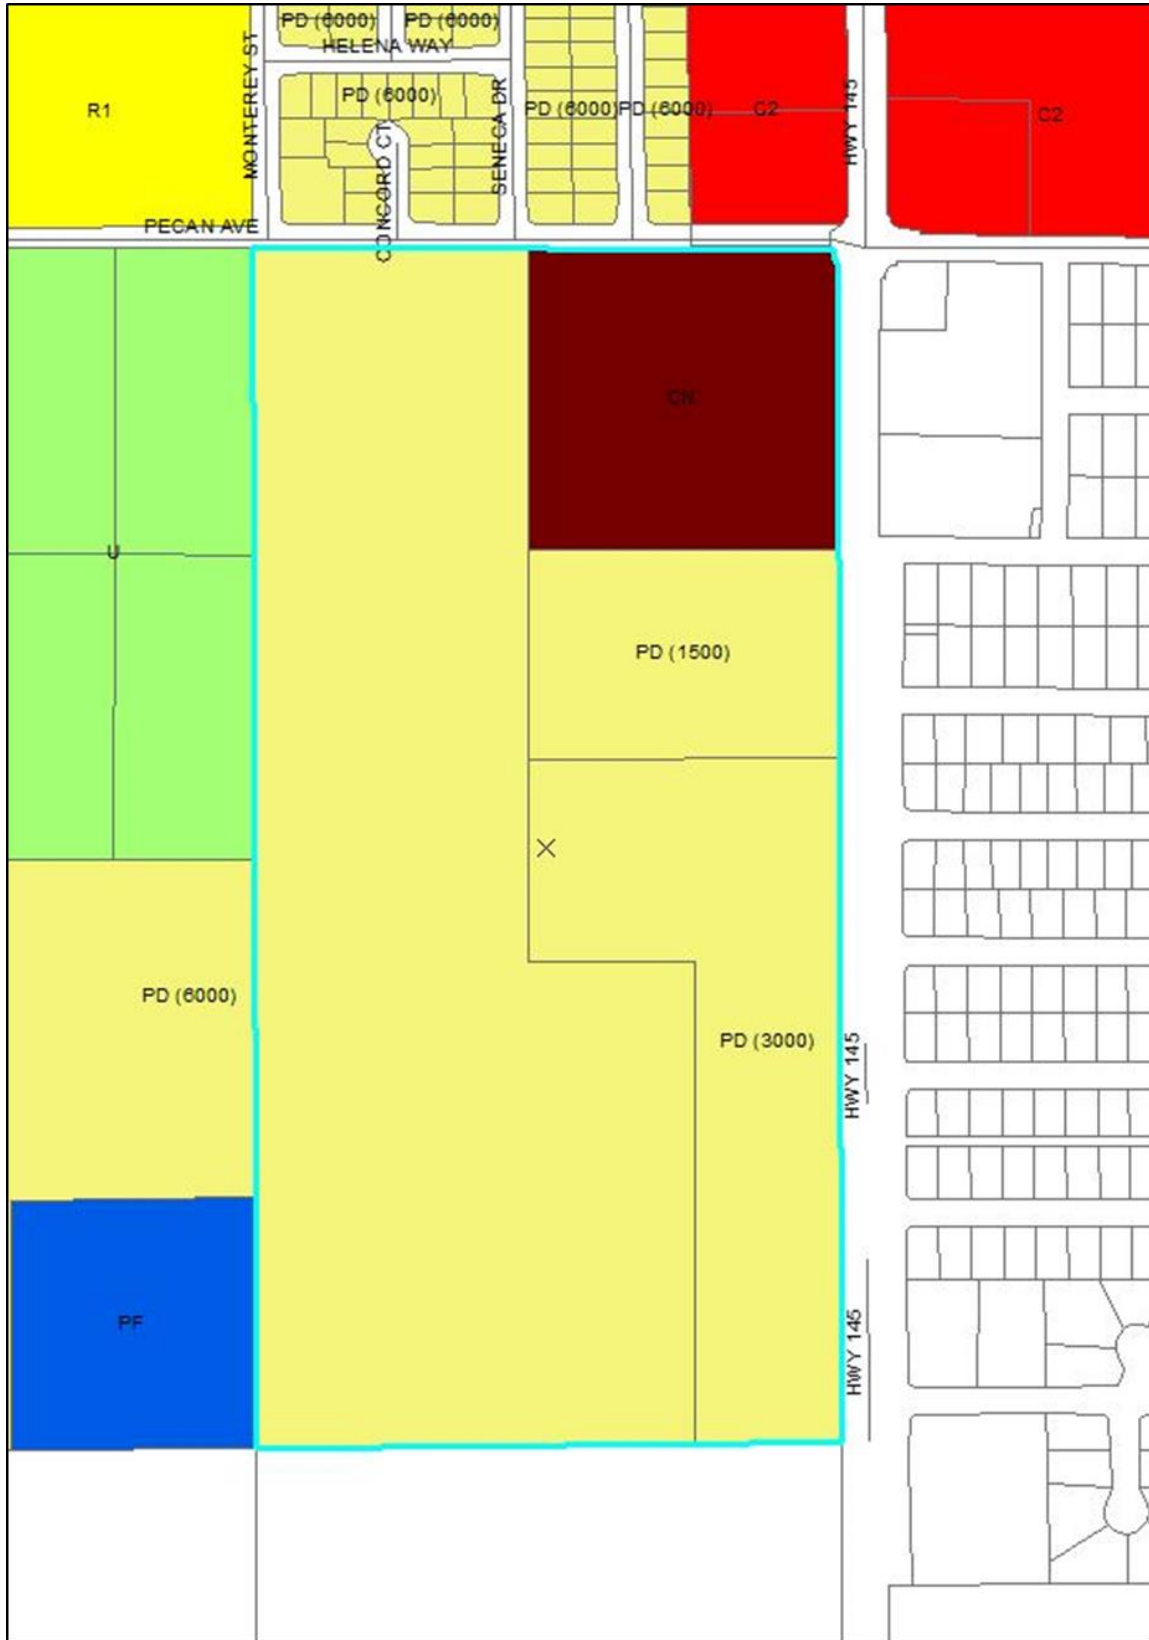 PD (6000)
PD (6000)
HELENA WAY
MONTEREY ST
R1
PD (6000)
SENECA DR
PD (6000)
PD (6000)
C2
HWY 145
C2
CONCORD CT
PECAN AVE
CN
U
PD (1500)
PD (6000)
PD (3000)
HWY 145
PF
HWY 145